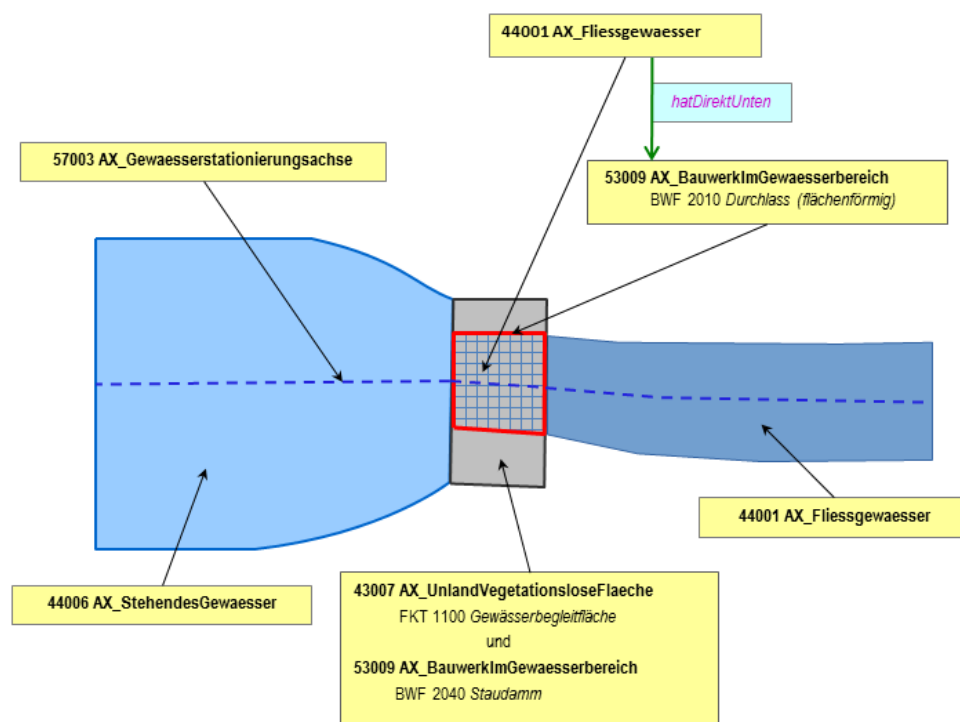 44001 AX_Fliessgewaesser
hatDirektUnten
57003 AX_Gewaesserstationierungsachse
53009 AX_BauwerkImGewaesserbereich
BWF 2010 Durchlass (flächenförmig)
44001 AX_Fliessgewaesser
44006 AX_StehendesGewaesser
43007 AX_UnlandVegetationsloseFlaeche
FKT 1100 Gewässerbegleitfläche
und
53009 AX_BauwerkImGewaesserbereich
BWF 2040 Staudamm